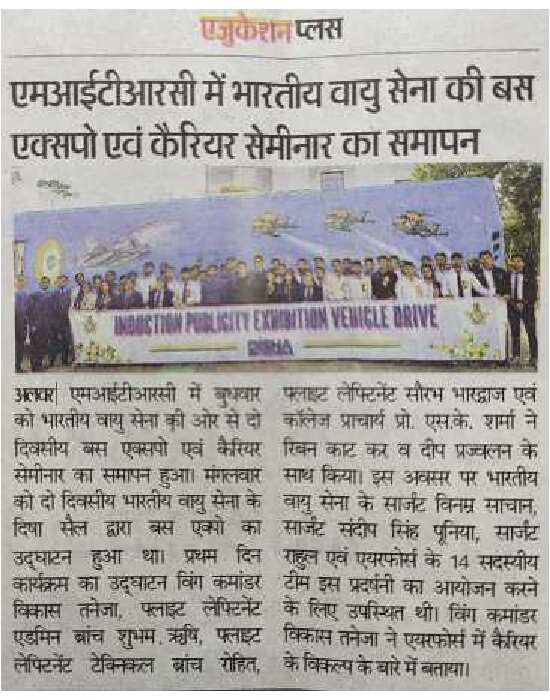 एजुकेशन प्लस
एमआईटीआरसी में भारतीय वायु सेना की बस
एक्सपो एवं कैरियर सेमीनार का समापन
INDUCTION PUBLICITY EXHIBITION VEHICLE DRIVE
DISHA
अलवर| एमआईटीआरसी में बुधवार
को भारतीय वायु सेना की ओर से दो
दिवसीय बस एक्सपो एवं कैरियर
सेमीनार का समापन हुआ। मंगलवार
को दो दिवसीय भारतीय वायु सेना के
दिषा सैल द्वारा बस एक्पो का
उद्घाटन हुआ था। प्रथम दिन
कार्यक्रम का उद्घाटन विंग कमांडर
विकास तनेजा, फ्लाइट लेफ्टिनेंट
एडमिन ब्रांच शुभम ऋषि, फ्लाइट
लेफ्टिनेंट टेक्निकल ब्रांच रोहित,
फ्लाइट लेफ्टिनेंट सौरभ भारद्वाज एवं
कॉलेज प्राचार्य प्रो. एस.के. शर्मा ने
रिबन काट कर व दीप प्रज्वलन के
साथ किया। इस अवसर पर भारतीय
वायु सेना के सार्जेंट विनम्र साचान,
सार्जेंट संदीप सिंह पूनिया, सार्जेंट
राहुल एवं एयरफोर्स के 14 सदस्यीय
टीम इस प्रदर्षनी का आयोजन करने
के लिए उपस्थित थी। विंग कमांडर
विकास तनेजा ने एयरफोर्स में कैरियर
के विकल्प के बारे में बताया।